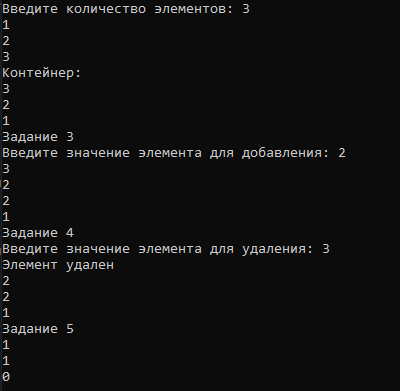 Введите количество элементов: 3
1
2
3
Контейнер:
3
2
1
Задание 3
Введите значение элемента для добавления: 2
3
2
2
1
Задание 4
Введите значение элемента для удаления: 3
Элемент удален
2
2
1
Задание 5
1
1
0